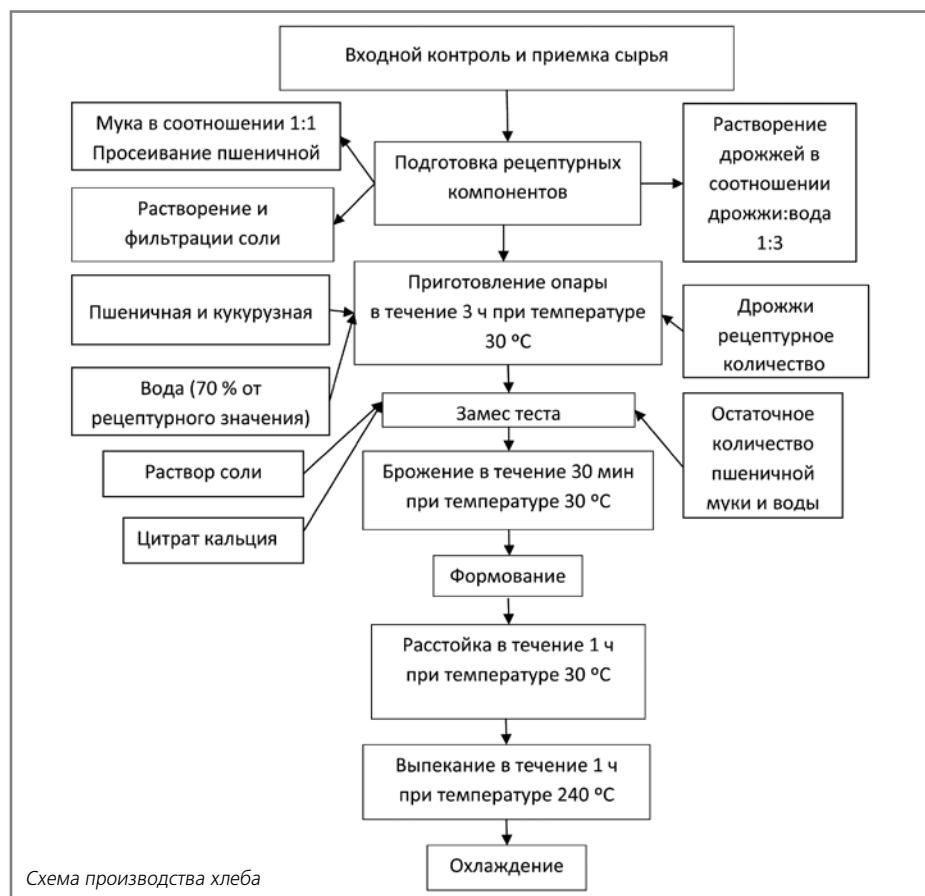 Входной контроль и приемка сырья
Мука в соотношении 1:1
Просеивание пшеничной
Подготовка рецептурных
компонентов
Растворение
дрожжей в
соотношении
дрожжи:вода
1:3
Растворение и
фильтрации соли
Приготовление опары
в течение 3 ч при температуре
30 ºС
Пшеничная и кукурузная
Дрожжи
рецептурное
количество
Вода (70 % от
рецептурного значения)
Замес теста
Остаточное
количество
пшеничной
муки и воды
Раствор соли
Брожение в течение 30 мин
при температуре 30 ºС
Цитрат кальция
Формование
Расстойка в течение 1 ч
при температуре 30 ºС
Выпекание в течение 1 ч
при температуре 240 ºС
Охлаждение
Схема производства хлеба